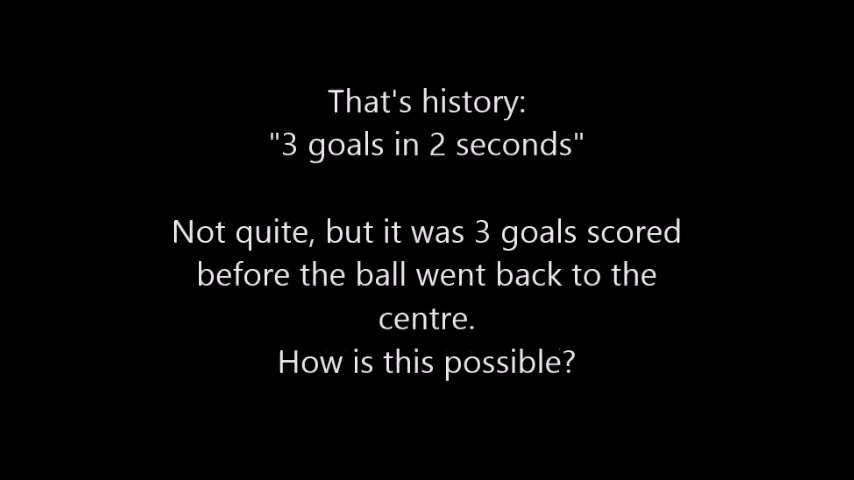 That's history:
"3 goals in 2 seconds"
Not quite, but it was 3 goals scored
before the ball went back to the
centre.
How is this possible?